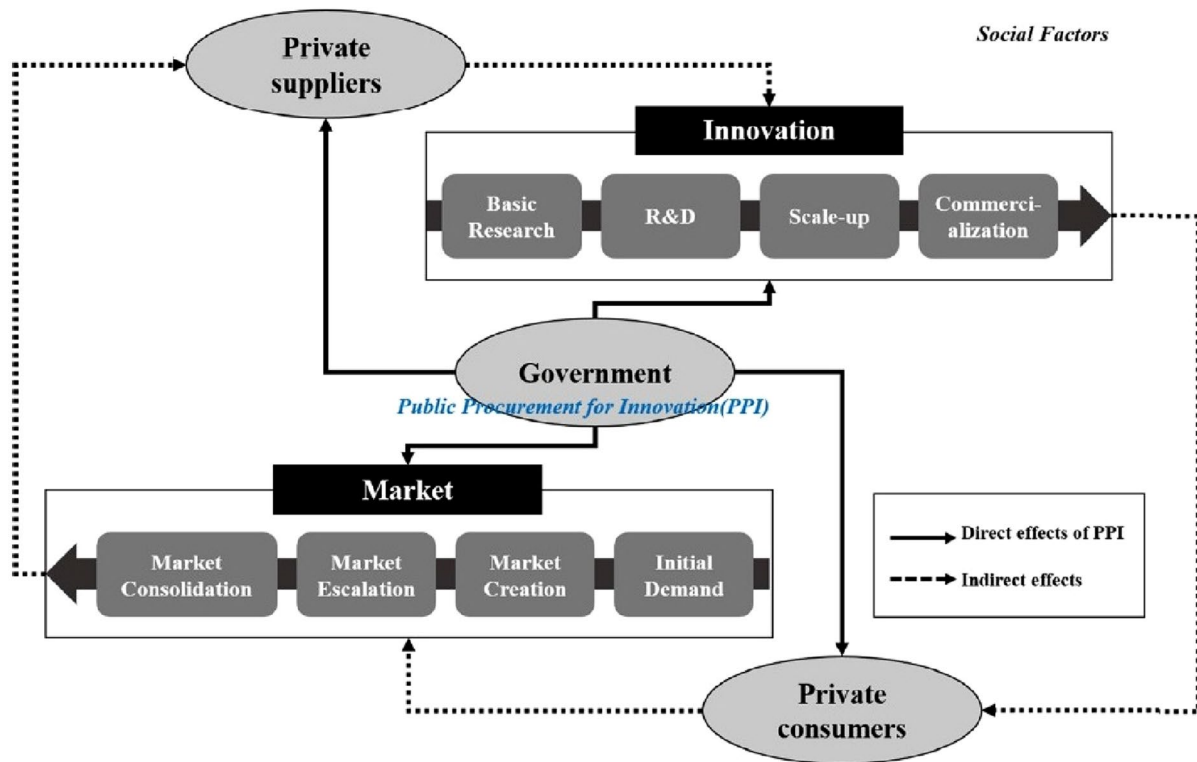 Private
suppliers
Social Factors
Innovation
Basic
Research
R&D
Scale-up
Commerci-
alization
Government
Public Procurement for Innovation(PPI)
Market
Market
Consolidation
Market
Escalation
Market
Creation
Initial
Demand
Direct effects of PPI
Indirect effects
Private
consumers